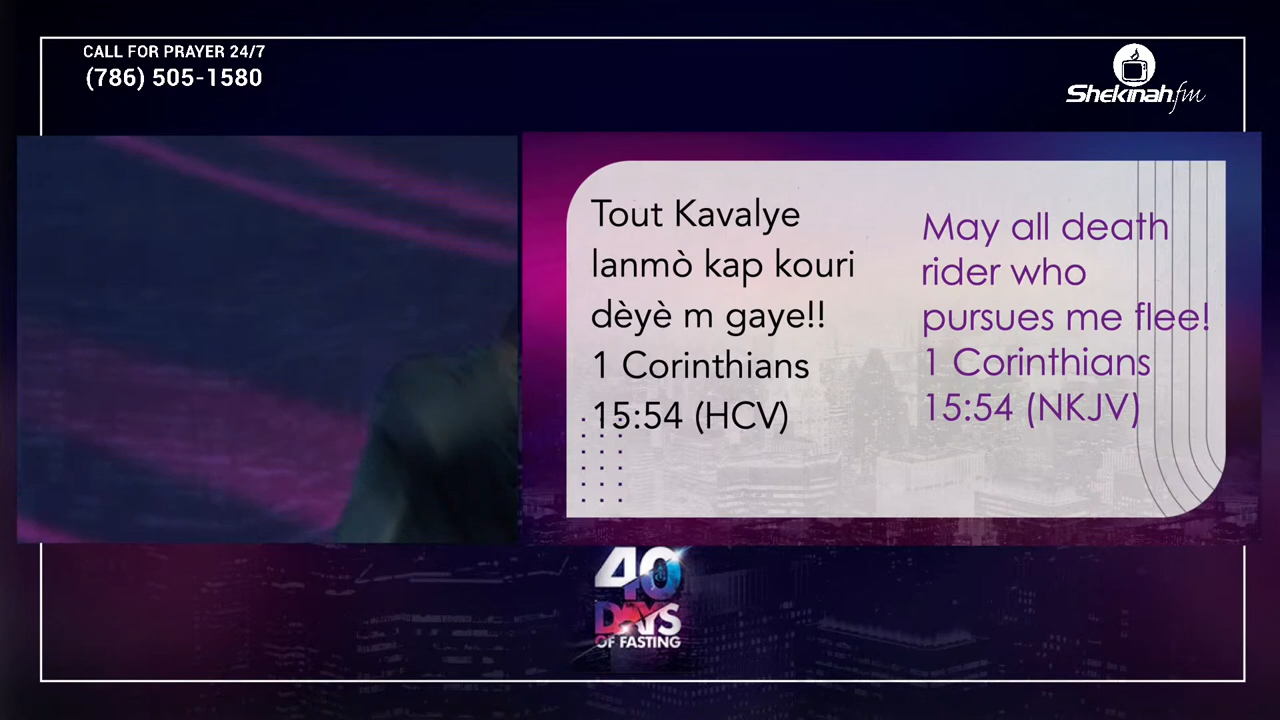 CALL FOR PRAYER 24/7
(786) 505-1580
Shekinah.fm
Tout Kavalye
lanmò kap kouri
dèyè m gaye!!
1 Corinthians
15:54 (HCV)
May all death
rider who
pursues me flee!
1 Corinthians
15:54 (NKJV)
40
DAYS
OF FASTING